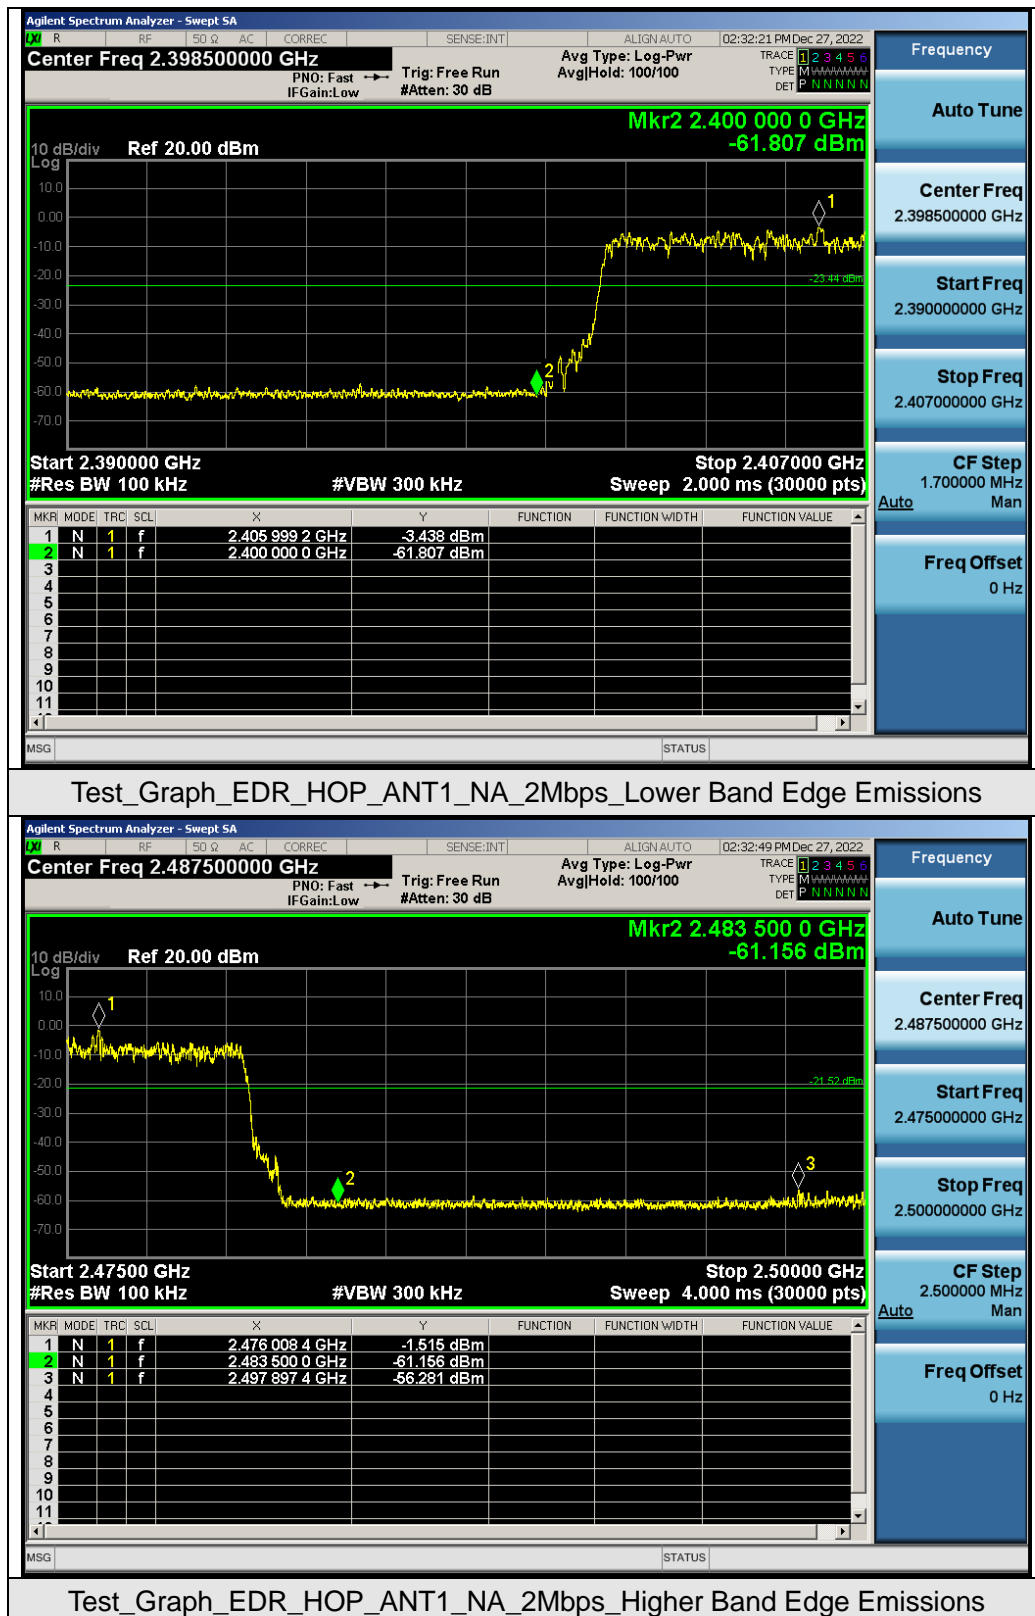 Agilent Spectrum Analyzer - Swept SA
LXI R RF 50 Ω AC CORREC SENSE:INT ALIGN AUTO 02:32:21 PM Dec 27, 2022
Center Freq 2.398500000 GHz
PNO: Fast
IFGain:Low
Trig: Free Run
#Atten: 30 dB
Avg Type: Log-Pwr
Avg|Hold: 100/100
TRACE 1 2 3 4 5 6
TYPE M WWWWW
DET P N N N N N
Mkr2 2.400 000 0 GHz
-61.807 dBm
10 dB/div Ref 20.00 dBm
Log
10.0
0.00
-10.0
-20.0
-30.0
-40.0
-50.0
-60.0
-70.0
1
-23.44 dBm
2
Start 2.390000 GHz Stop 2.407000 GHz
#Res BW 100 kHz #VBW 300 kHz Sweep 2.000 ms (30000 pts)
MKR MODE TRC SCL X Y FUNCTION FUNCTION WIDTH FUNCTION VALUE
1 N 1 f 2.405 999 2 GHz -3.438 dBm
2 N 1 f 2.400 000 0 GHz -61.807 dBm
3
4
5
6
7
8
9
10
11
MSG STATUS
Frequency
Auto Tune
Center Freq
2.398500000 GHz
Start Freq
2.390000000 GHz
Stop Freq
2.407000000 GHz
CF Step
1.700000 MHz
Auto Man
Freq Offset
0 Hz
Test_Graph_EDR_HOP_ANT1_NA_2Mbps_Lower Band Edge Emissions
Agilent Spectrum Analyzer - Swept SA
LXI R RF 50 Ω AC CORREC SENSE:INT ALIGN AUTO 02:32:49 PM Dec 27, 2022
Center Freq 2.487500000 GHz
PNO: Fast
IFGain:Low
Trig: Free Run
#Atten: 30 dB
Avg Type: Log-Pwr
Avg|Hold: 100/100
TRACE 1 2 3 4 5 6
TYPE M WWWWW
DET P N N N N N
Mkr2 2.483 500 0 GHz
-61.156 dBm
10 dB/div Ref 20.00 dBm
Log
10.0
0.00
-10.0
-20.0
-30.0
-40.0
-50.0
-60.0
-70.0
1
-21.52 dBm
2
3
Start 2.47500 GHz Stop 2.50000 GHz
#Res BW 100 kHz #VBW 300 kHz Sweep 4.000 ms (30000 pts)
MKR MODE TRC SCL X Y FUNCTION FUNCTION WIDTH FUNCTION VALUE
1 N 1 f 2.476 008 4 GHz -1.515 dBm
2 N 1 f 2.483 500 0 GHz -61.156 dBm
3 N 1 f 2.497 897 4 GHz -56.281 dBm
4
5
6
7
8
9
10
11
MSG STATUS
Frequency
Auto Tune
Center Freq
2.487500000 GHz
Start Freq
2.475000000 GHz
Stop Freq
2.500000000 GHz
CF Step
2.500000 MHz
Auto Man
Freq Offset
0 Hz
Test_Graph_EDR_HOP_ANT1_NA_2Mbps_Higher Band Edge Emissions